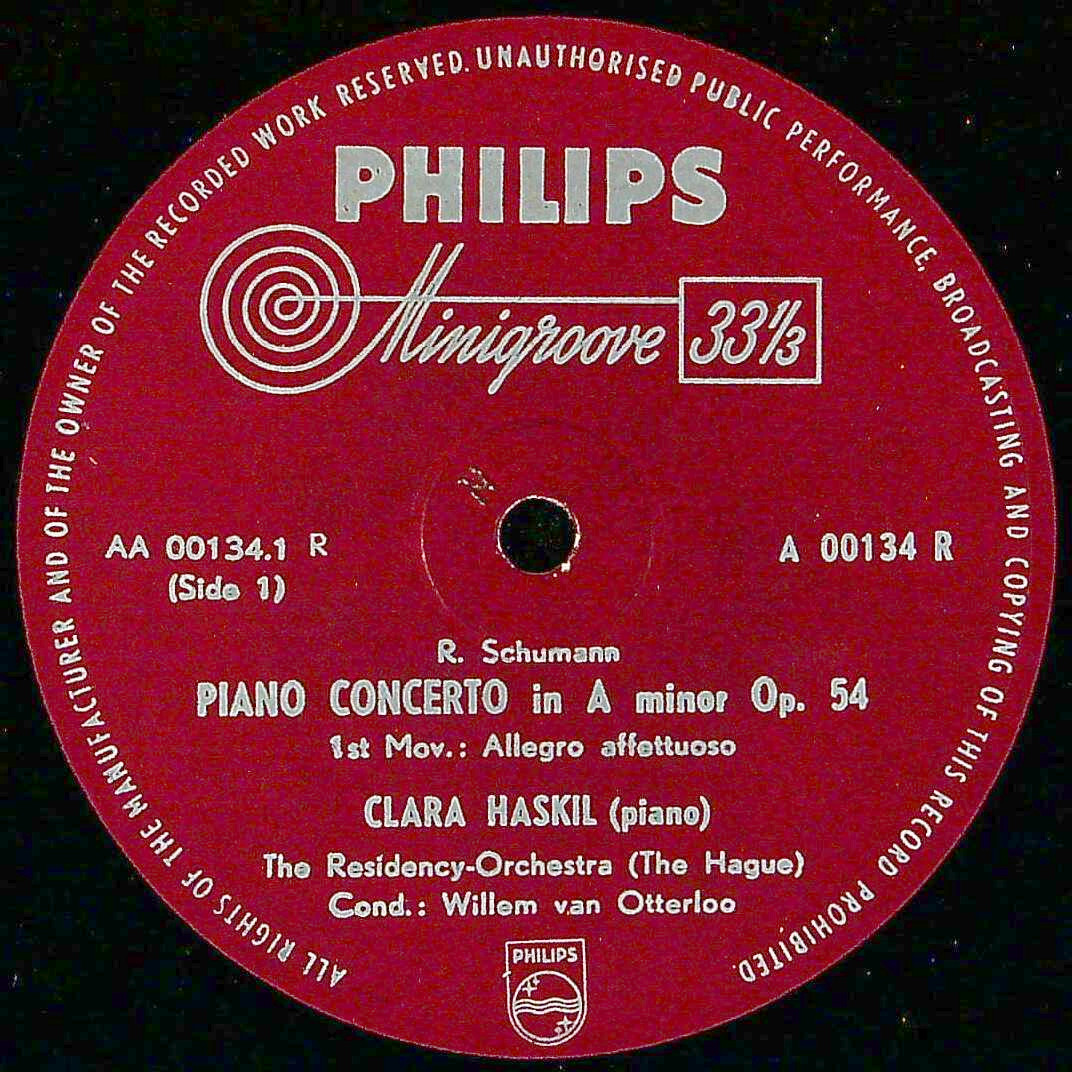 ALL RIGHTS OF THE MANUFACTURER AND OF THE OWNER OF THE RECORDED WORK RESERVED. UNAUTHORISED PUBLIC PERFORMANCE, BROADCASTING AND COPYING OF THIS RECORD PROHIBITED.
PHILIPS
Minigroove 33⅓
AA 00134.1 R
(Side 1)
A 00134 R
R. Schumann
PIANO CONCERTO in A minor Op. 54
1st Mov.: Allegro affettuoso
CLARA HASKIL (piano)
The Residency-Orchestra (The Hague)
Cond.: Willem van Otterloo
PHILIPS